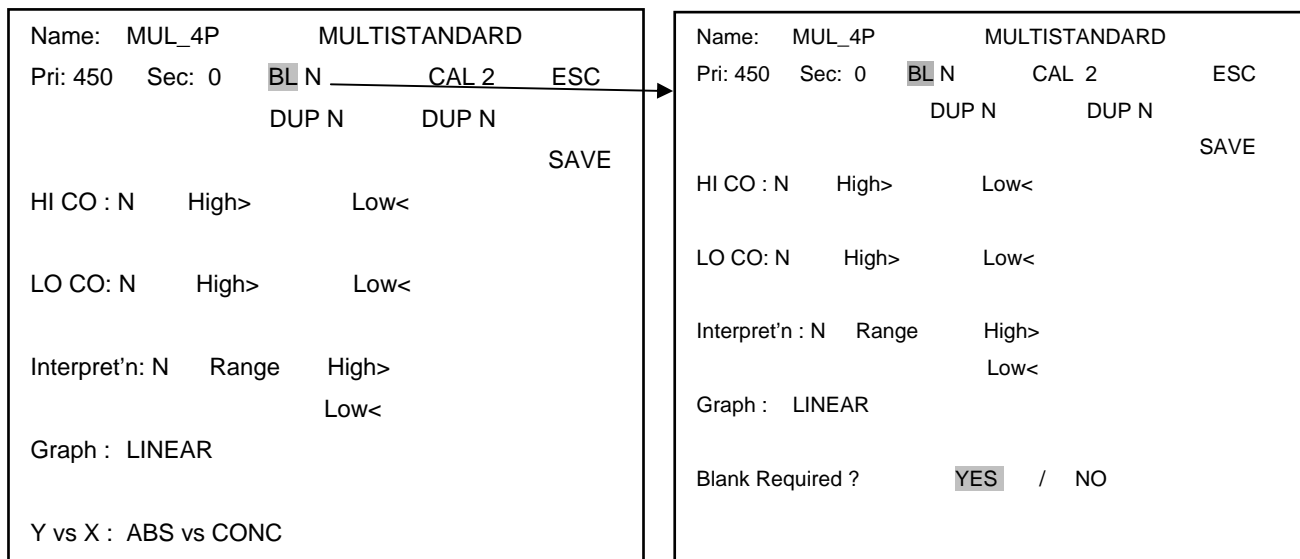 Name: MUL_4P MULTISTANDARD
Pri: 450 Sec: 0 BL N CAL 2 ESC
DUP N DUP N
SAVE
HI CO : N High> Low<
LO CO: N High> Low<
Interpret’n: N Range High>
Low<
Graph : LINEAR
Y vs X : ABS vs CONC
Name: MUL_4P MULTISTANDARD
Pri: 450 Sec: 0 BL N CAL 2 ESC
DUP N DUP N
SAVE
HI CO : N High> Low<
LO CO: N High> Low<
Interpret’n : N Range High>
Low<
Graph : LINEAR
Blank Required ? YES / NO